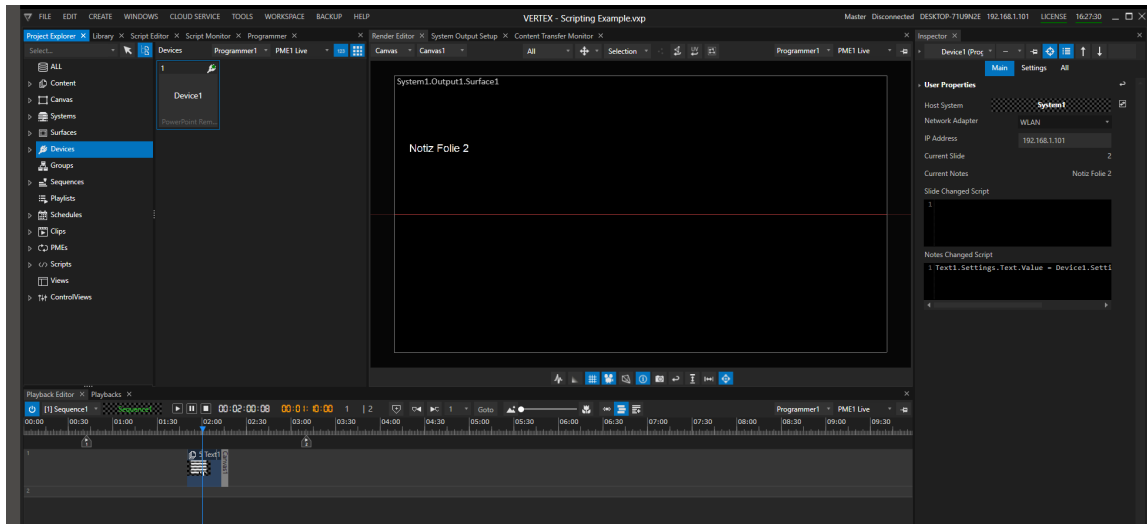 FILE EDIT CREATE WINDOWS CLOUD SERVICE TOOLS WORKSPACE BACKUP HELP VERTEX - Scripting Example.vxp Master Disconnected DESKTOP-71U9N2E 192.168.1.101 LICENSE 16:27:30
Project Explorer Library Script Editor Script Monitor Programmer
Select...
Devices Programmer1 PME1 Live 123
ALL
Content
Canvas
Systems
Surfaces
Devices
Groups
Sequences
Playlists
Schedules
Clips
PMEs
Scripts
Views
ControlViews
1
Device1
PowerPoint Rem...
Render Editor System Output Setup Content Transfer Monitor
Canvas Canvas1 All Selection UV Programmer1 PME1 Live
System1.Output1.Surface1
Notiz Folie 2
Inspector
Device1 (Prog
Main Settings All
User Properties
Host System System1
Network Adapter WLAN
IP Address 192.168.1.101
Current Slide 2
Current Notes Notiz Folie 2
Slide Changed Script
1
Notes Changed Script
1 Text1.Settings.Text.Value = Device1.Setti
Playback Editor Playbacks
[1] Sequence1 Sequence1 00:02:00:08 00:01:10:00 1 | 2 1 Goto Programmer1 PME1 Live
00:00 00:30 01:00 01:30 02:00 02:30 03:00 03:30 04:00 04:30 05:00 05:30 06:00 06:30 07:00 07:30 08:00 08:30 09:00 09:30
1
5 Text1
2